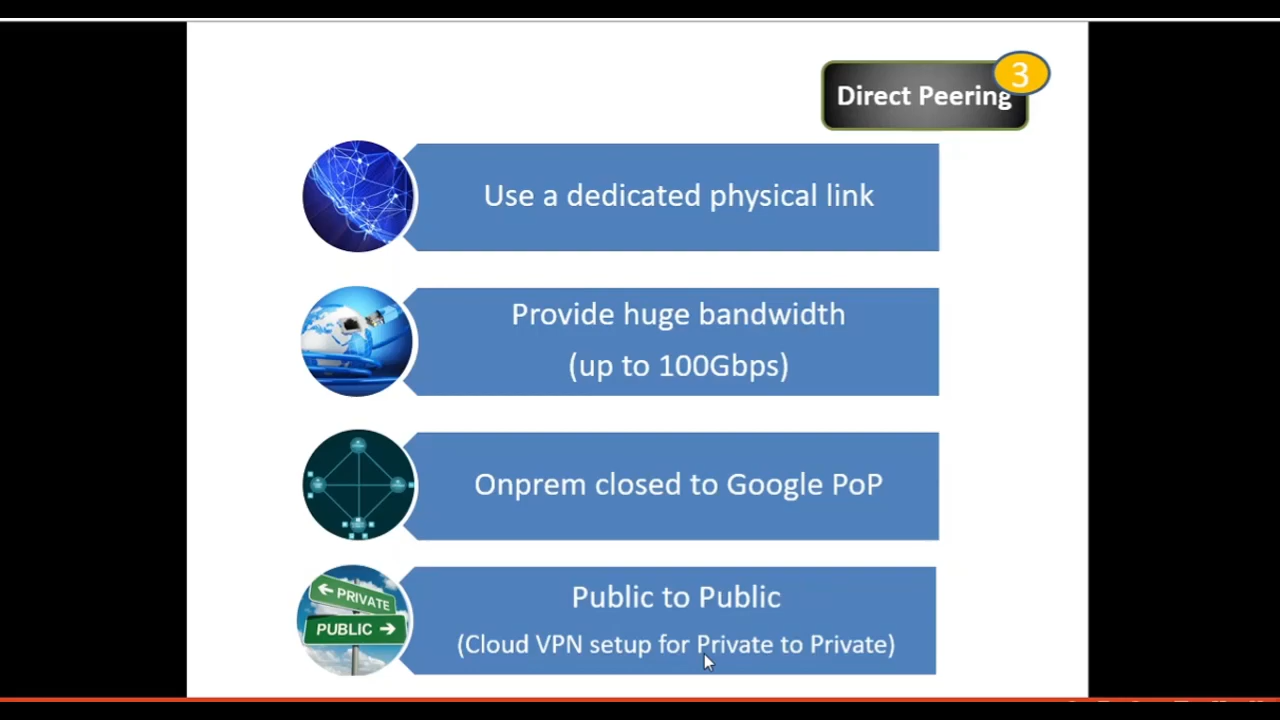 3
Direct Peering
Use a dedicated physical link
Provide huge bandwidth
(up to 100Gbps)
Onprem closed to Google PoP
PRIVATE
PUBLIC
Public to Public
(Cloud VPN setup for Private to Private)